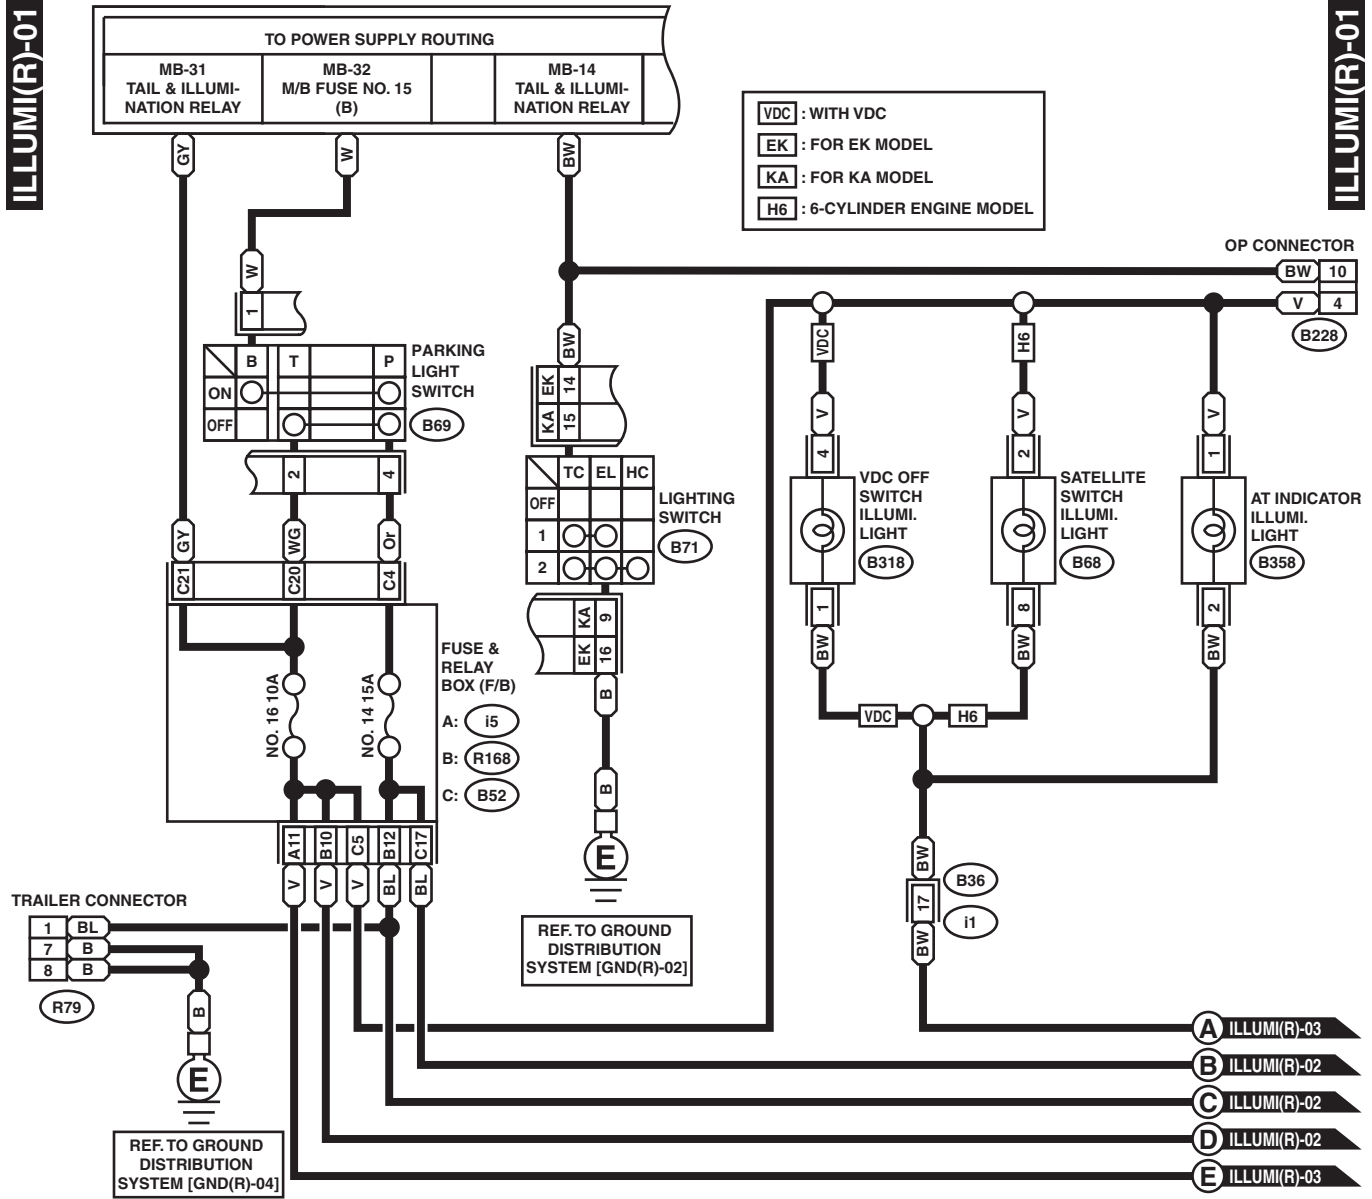 ILLUMI(R)-01
ILLUMI(R)-01
TO POWER SUPPLY ROUTING
MB-31
TAIL & ILLUMI-
NATION RELAY
MB-32
M/B FUSE NO. 15
(B)
MB-14
TAIL & ILLUMI-
NATION RELAY
VDC : WITH VDC
EK : FOR EK MODEL
KA : FOR KA MODEL
H6 : 6-CYLINDER ENGINE MODEL
GY
W
BW
OP CONNECTOR
BW 10
V 4
B228
W
1
B T P
ON
OFF
PARKING
LIGHT
SWITCH
B69
2
4
BW
EK 14
KA 15
TC EL HC
OFF
1
2
LIGHTING
SWITCH
B71
KA 9
EK 16
B
B
E
REF. TO GROUND
DISTRIBUTION
SYSTEM [GND(R)-02]
VDC
H6
V
V
V
4
2
1
VDC OFF
SWITCH
ILLUMI.
LIGHT
B318
SATELLITE
SWITCH
ILLUMI.
LIGHT
B68
AT INDICATOR
ILLUMI.
LIGHT
B358
1
8
2
BW
BW
BW
VDC
H6
BW
17
B36
i1
BW
GY
WG
Or
C21
C20
C4
NO. 16 10A
NO. 14 15A
FUSE &
RELAY
BOX (F/B)
A: i5
B: R168
C: B52
A11
B10
C5
B12
C17
V
V
V
BL
BL
TRAILER CONNECTOR
1 BL
7 B
8 B
R79
B
E
REF. TO GROUND
DISTRIBUTION
SYSTEM [GND(R)-04]
A ILLUMI(R)-03
B ILLUMI(R)-02
C ILLUMI(R)-02
D ILLUMI(R)-02
E ILLUMI(R)-03